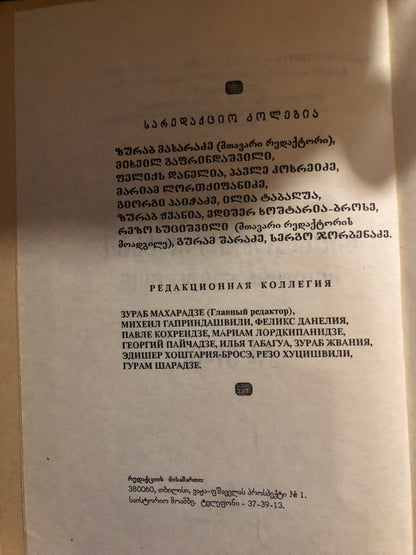 სარედაქციო კოლეგია
ზურაბ მახარაძე (მთავარი რედაქტორი),
მიხეილ გაფრინდაშვილი,
ფელიქს დანელია, პავლე კოხრეიძე,
მარიამ ლორთქიფანიძე,
გიორგი პაიჭაძე, ილია ტაბაღუა,
ზურაბ ჟვანია, ედიშერ ხოშტარია-ბროსე,
რეზო ხუციშვილი (მთავარი რედაქტორის
მოადგილე), გურამ შარაძე, სერგო ჯორბენაძე.
РЕДАКЦИОННАЯ КОЛЛЕГИЯ
ЗУРАБ МАХАРАДЗЕ (Главный редактор),
МИХЕИЛ ГАПРИНДАШВИЛИ, ФЕЛИКС ДАНЕЛИЯ,
ПАВЛЕ КОХРЕИДЗЕ, МАРИАМ ЛОРДКИПАНИДЗЕ,
ГЕОРГИЙ ПАЙЧАДЗЕ, ИЛЬЯ ТАБАГУА, ЗУРАБ ЖВАНИЯ,
ЭДИШЕР ХОШТАРИЯ-БРОСЭ, РЕЗО ХУЦИШВИЛИ,
ГУРАМ ШАРАДЗЕ.
რედაქციის მისამართი:
380060, თბილისი, ვაჟა-ფშაველას პროსპექტი № 1.
საისტორიო მოამბე. ტელეფონი - 37-39-13.